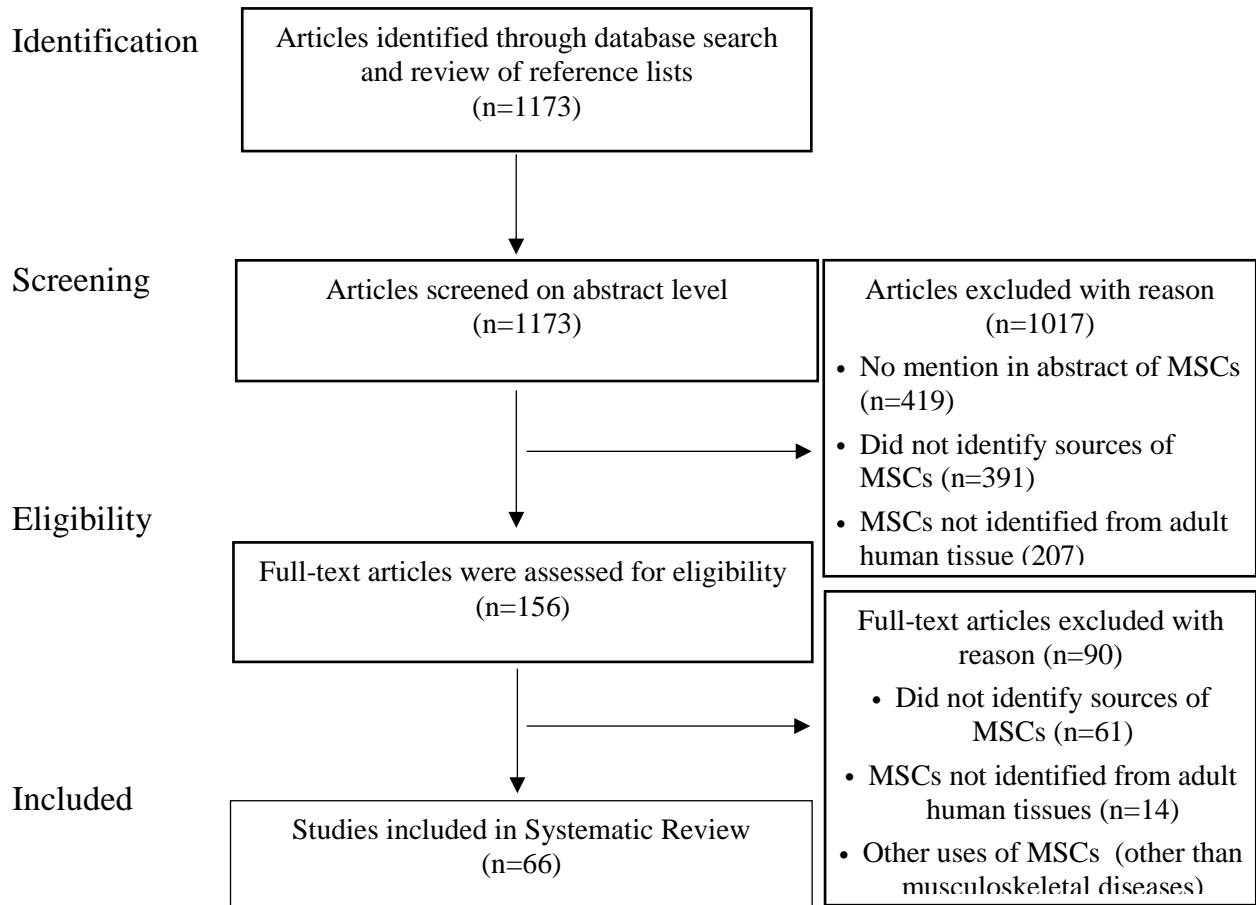 Identification
Articles identified through database search
and review of reference lists
(n=1173)
Screening
Articles screened on abstract level
(n=1173)
Articles excluded with reason
(n=1017)
• No mention in abstract of MSCs
(n=419)
• Did not identify sources of
MSCs (n=391)
• MSCs not identified from adult
human tissue (207)
Eligibility
Full-text articles were assessed for eligibility
(n=156)
Full-text articles excluded with
reason (n=90)
• Did not identify sources of
MSCs (n=61)
• MSCs not identified from adult
human tissues (n=14)
• Other uses of MSCs (other than
musculoskeletal diseases)
Included
Studies included in Systematic Review
(n=66)